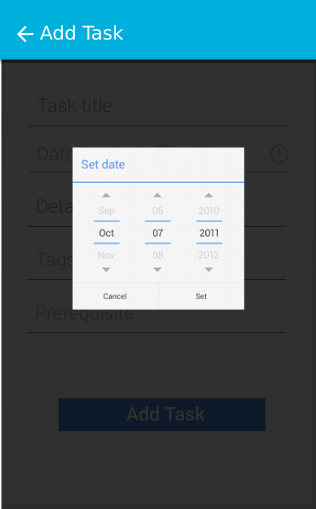 Add Task
Task title
Date
Set date
Sep 06 2010
Oct 07 2011
Nov 08 2012
Cancel Set
Deta
Tags
Prerequisite
Add Task